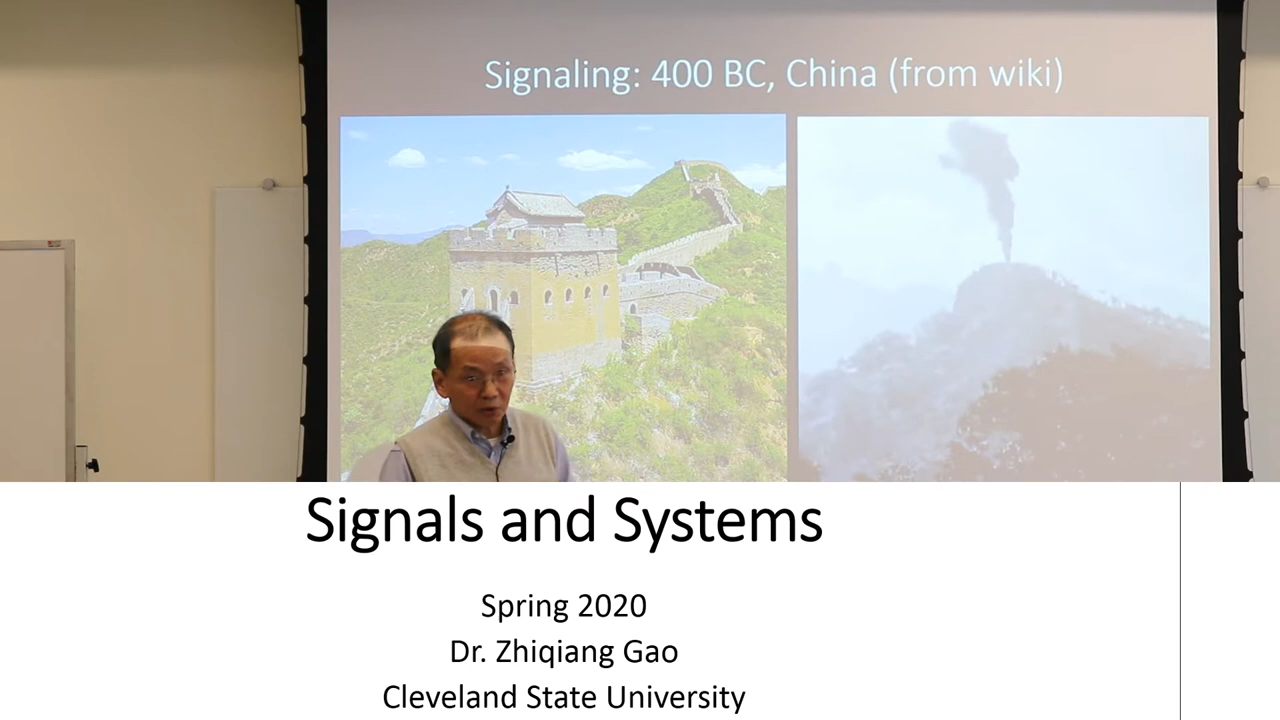 Signaling: 400 BC, China (from wiki)
Signals and Systems
Spring 2020
Dr. Zhiqiang Gao
Cleveland State University